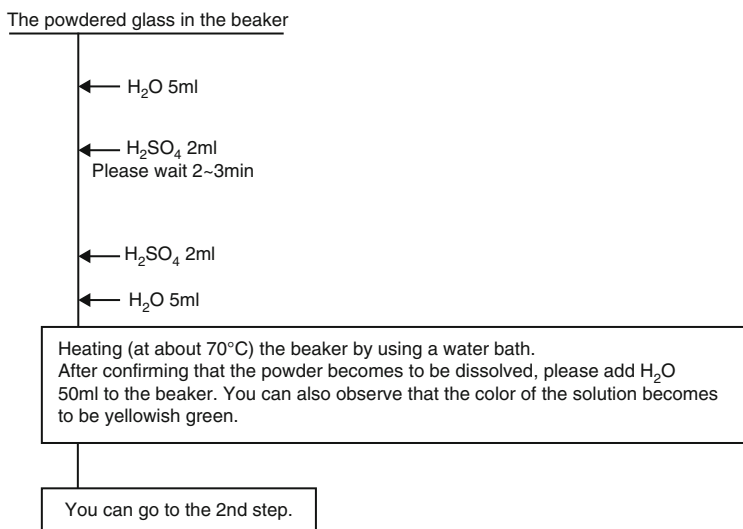 The powdered glass in the beaker
H₂O 5ml
H₂SO₄ 2ml
Please wait 2~3min
H₂SO₄ 2ml
H₂O 5ml
Heating (at about 70°C) the beaker by using a water bath.
After confirming that the powder becomes to be dissolved, please add H₂O
50ml to the beaker. You can also observe that the color of the solution becomes
to be yellowish green.
You can go to the 2nd step.